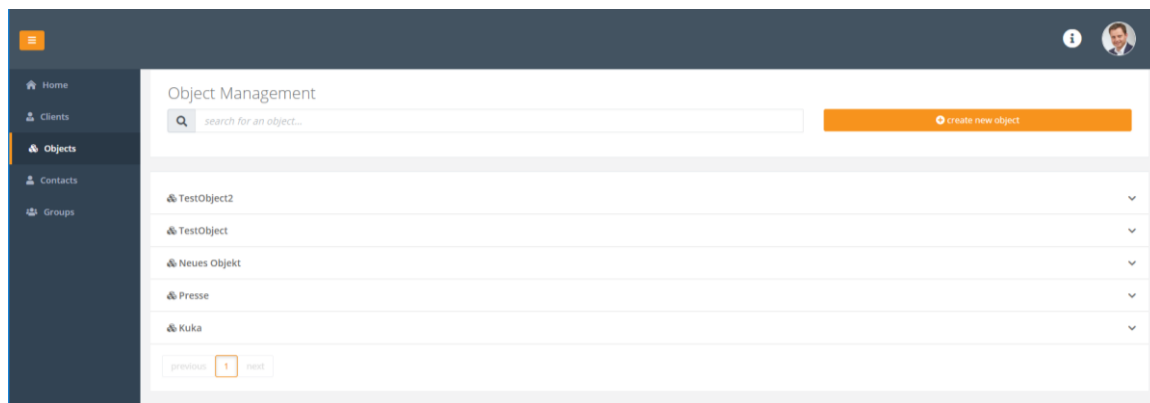 Home
Clients
Objects
Contacts
Groups
Object Management
search for an object...
create new object
TestObject2
TestObject
Neues Objekt
Presse
Kuka
previous 1 next